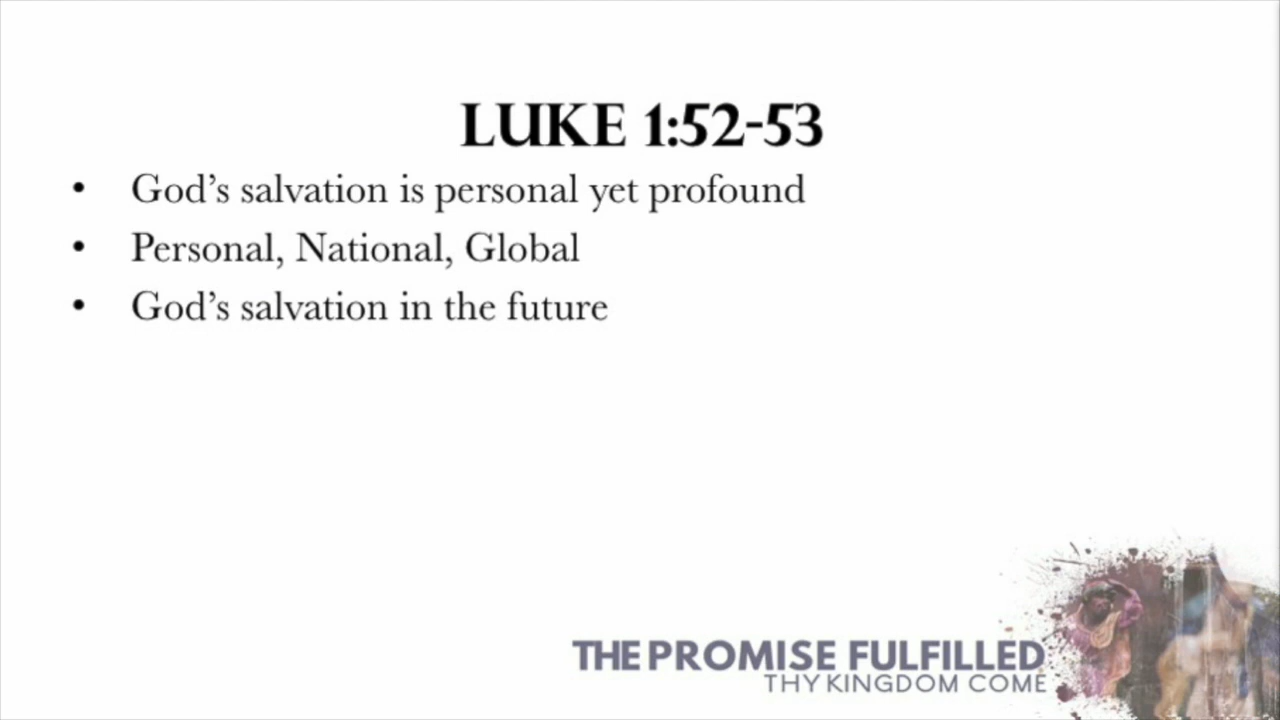 LUKE 1:52-53
• God’s salvation is personal yet profound
• Personal, National, Global
• God’s salvation in the future
THE PROMISE FULFILLED
THY KINGDOM COME